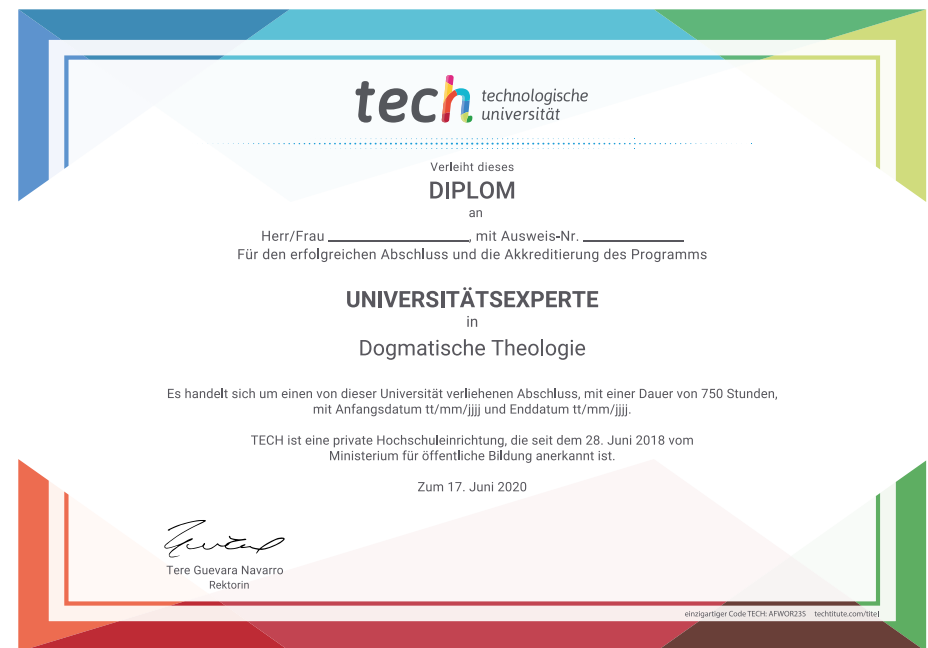 tech technologische
universität
Verleiht dieses
DIPLOM
an
Herr/Frau ____________________, mit Ausweis-Nr. ______________
Für den erfolgreichen Abschluss und die Akkreditierung des Programms
UNIVERSITÄTSEXPERTE
in
Dogmatische Theologie
Es handelt sich um einen von dieser Universität verliehenen Abschluss, mit einer Dauer von 750 Stunden,
mit Anfangsdatum tt/mm/jjjj und Enddatum tt/mm/jjjj.
TECH ist eine private Hochschuleinrichtung, die seit dem 28. Juni 2018 vom
Ministerium für öffentliche Bildung anerkannt ist.
Zum 17. Juni 2020
Tere Guevara Navarro
Rektorin
einzigartiger Code TECH: AFWOR23S techtitute.com/titel